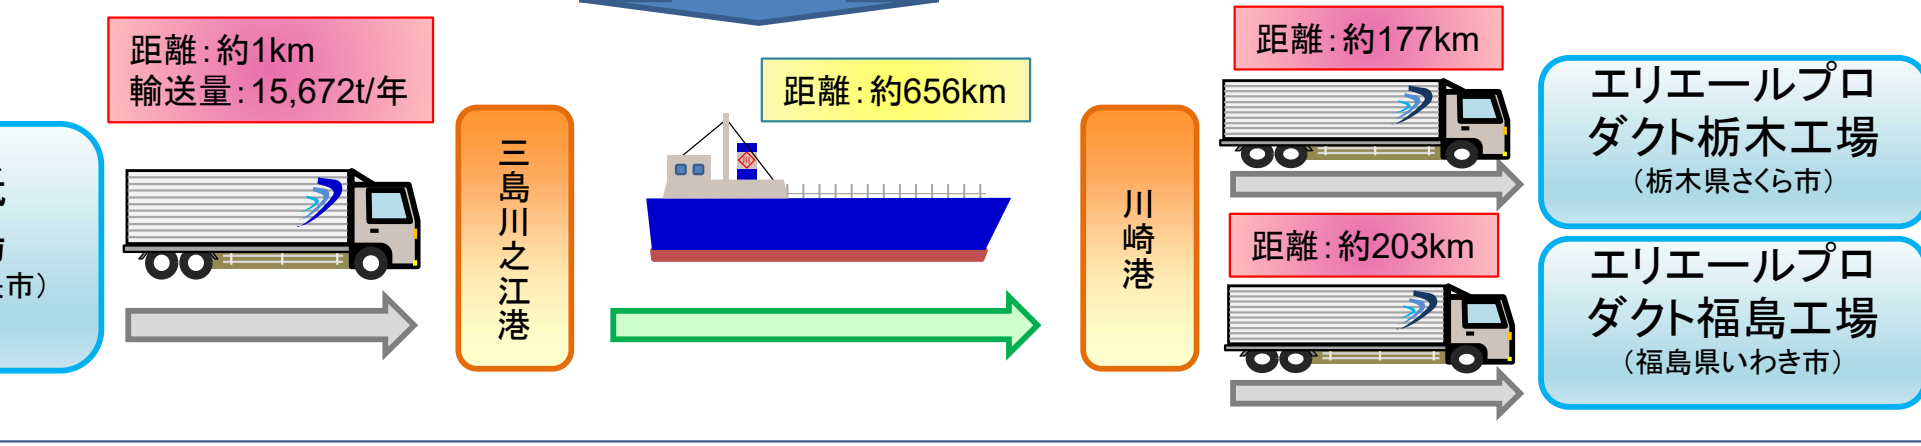 距離：約1km
輸送量：15,672t/年
三島川之江港
距離：約656km
川崎港
距離：約177km
エリエールプロ
ダクト栃木工場
（栃木県さくら市）
距離：約203km
エリエールプロ
ダクト福島工場
（福島県いわき市）
市）
川